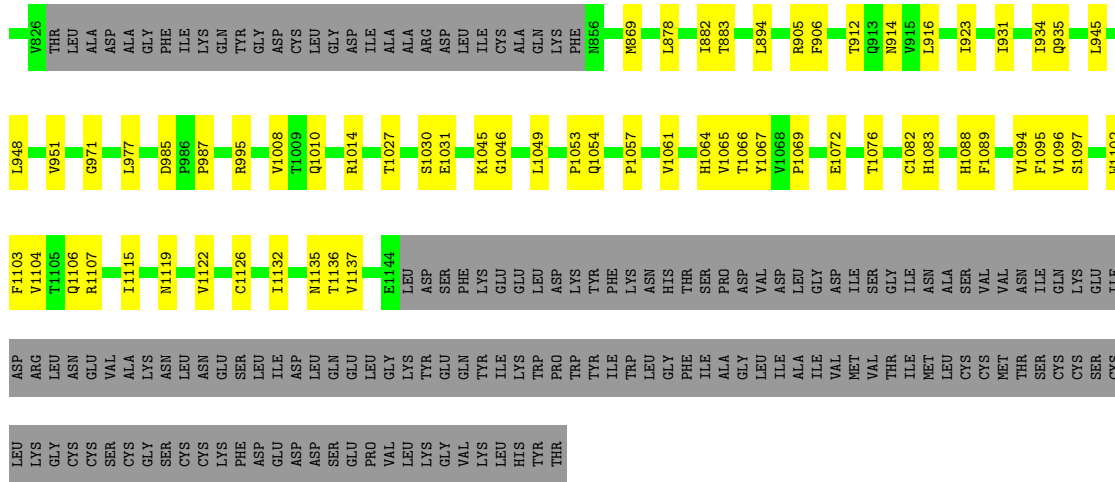 V826 THR LEU ALA ASP ALA GLY PHE ILE LYS GLN TYR GLY ASP CYS LEU GLY ASP ILE ALA ALA ARG ASP LEU ILE CYS ALA GLN LYS PHE N856 M869 L878 I882 T883 L894 R905 F906 T912 Q913 N914 V915 L916 I923 I931 I934 Q935 L945
L948 V951 G971 L977 D985 P986 P987 R995 V1008 T1009 Q1010 R1014 T1027 S1030 E1031 K1045 G1046 L1049 P1053 Q1054 P1057 V1061 H1064 V1065 T1066 Y1067 V1068 P1069 E1072 T1076 C1082 H1083 H1088 F1089 V1094 F1095 V1096 S1097 W1102
F1103 V1104 T1105 Q1106 R1107 I1115 N1119 V1122 C1126 I1132 N1135 T1136 V1137 E1144 LEU ASP SER PHE LYS GLU GLU LEU ASP LYS TYR PHE LYS ASN HIS THR SER PRO ASP VAL ASP LEU GLY ASP ILE SER GLY ILE ASN ALA SER VAL VAL ASN ILE GLN LYS GLU ILE
ASP ARG LEU ASN GLU VAL ALA LYS ASN LEU ASN GLU SER LEU ILE ASP LEU GLN GLU LEU GLY LYS TYR GLU GLN TYR ILE LYS TRP PRO TRP TYR ILE TRP LEU GLY PHE ILE ALA GLY LEU ILE ALA ILE VAL MET VAL THR ILE MET LEU CYS CYS MET THR SER CYS CYS SER CYS
LEU LYS GLY CYS CYS SER CYS GLY SER CYS CYS LYS PHE ASP GLU ASP ASP SER GLU PRO VAL LEU LYS GLY VAL LYS LEU HIS TYR THR